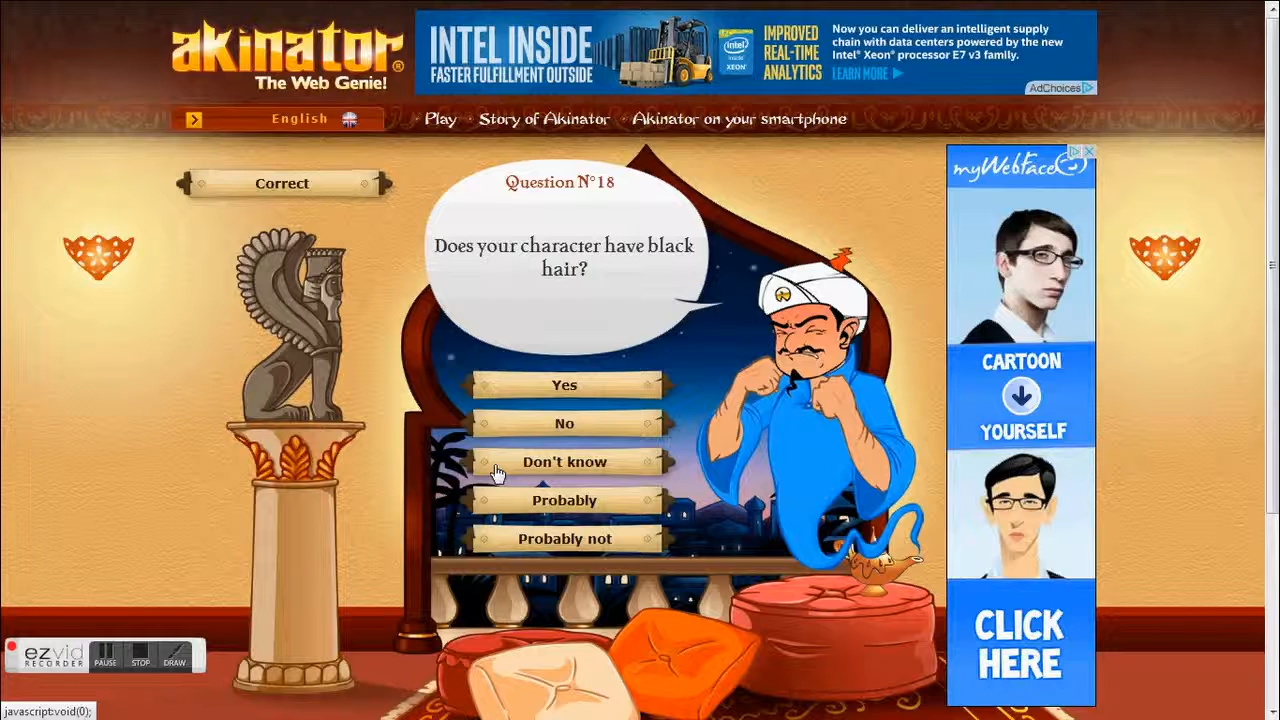 akinator®
The Web Genie!
INTEL INSIDE
FASTER FULFILLMENT OUTSIDE
intel
XEON
IMPROVED
REAL-TIME
ANALYTICS
Now you can deliver an intelligent supply
chain with data centers powered by the new
Intel® Xeon® processor E7 v3 family.
LEARN MORE
AdChoices
English
· Play · Story of Akinator · Akinator on your smartphone
Correct
Question N°18
Does your character have black
hair?
Yes
No
Don't know
Probably
Probably not
myWebFace
CARTOON
YOURSELF
CLICK
HERE
ezvid
RECORDER
PAUSE
STOP
DRAW
javascript:void(0);